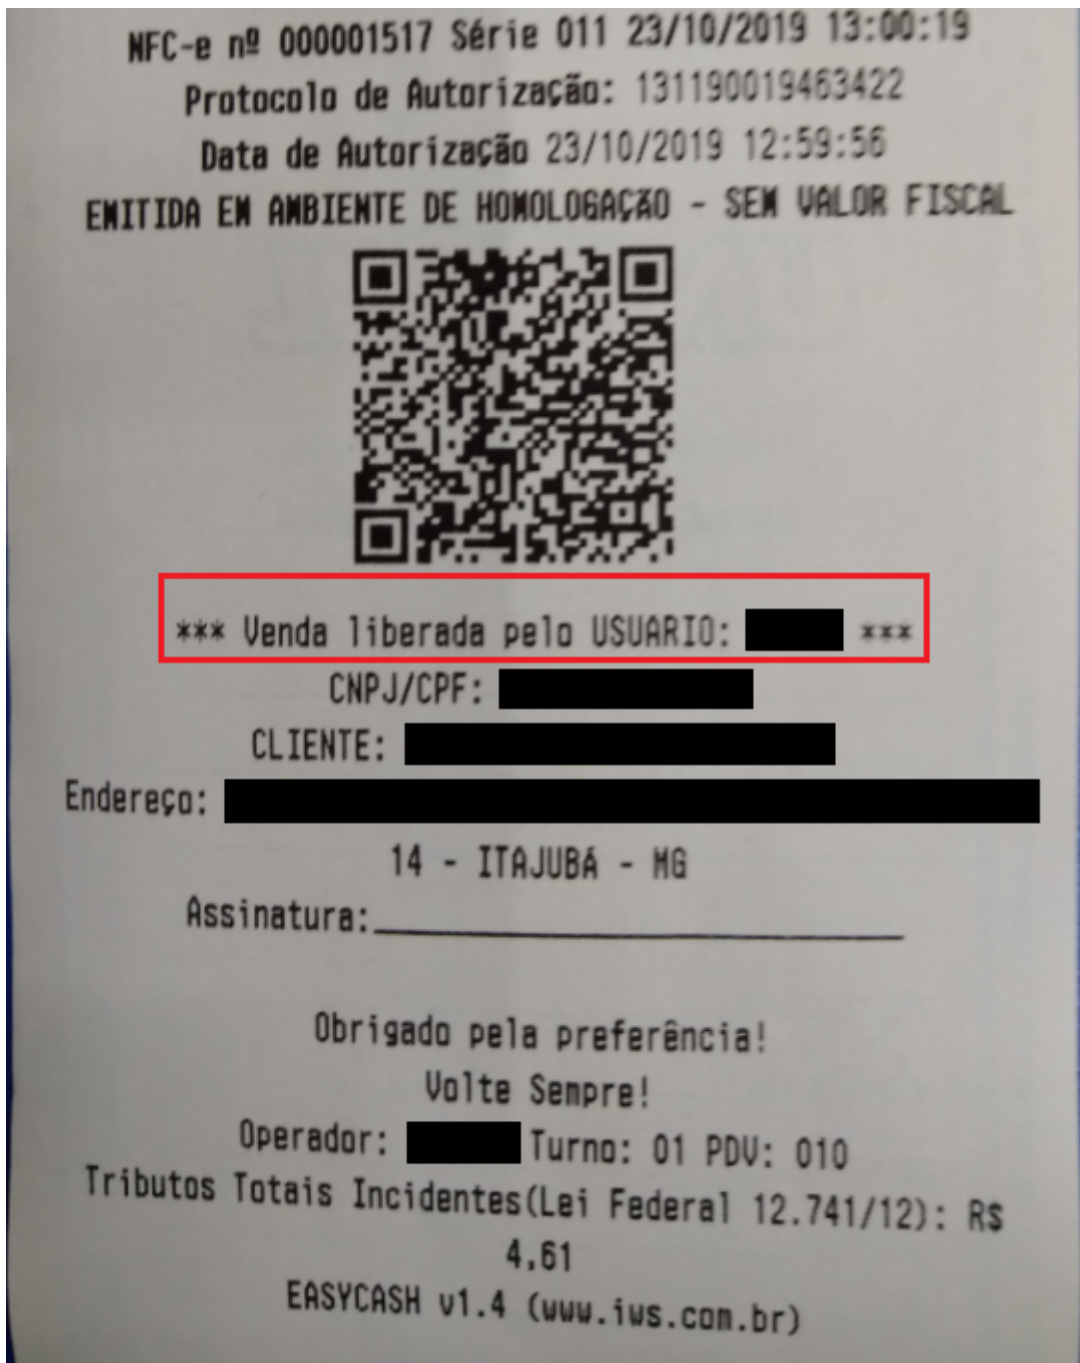 NFC-e nº 000001517 Série 011 23/10/2019 13:00:19
Protocolo de Autorização: 131190019463422
Data de Autorização 23/10/2019 12:59:56
EMITIDA EM AMBIENTE DE HOMOLOGAÇÃO - SEM VALOR FISCAL
*** Venda liberada pelo USUARIO: ***
CNPJ/CPF:
CLIENTE:
Endereço:
14 - ITAJUBÁ - MG
Assinatura:
Obrigado pela preferência!
Volte Sempre!
Operador: Turno: 01 PDV: 010
Tributos Totais Incidentes(Lei Federal 12.741/12): R$
4,61
EASYCASH v1.4 (www.iws.com.br)